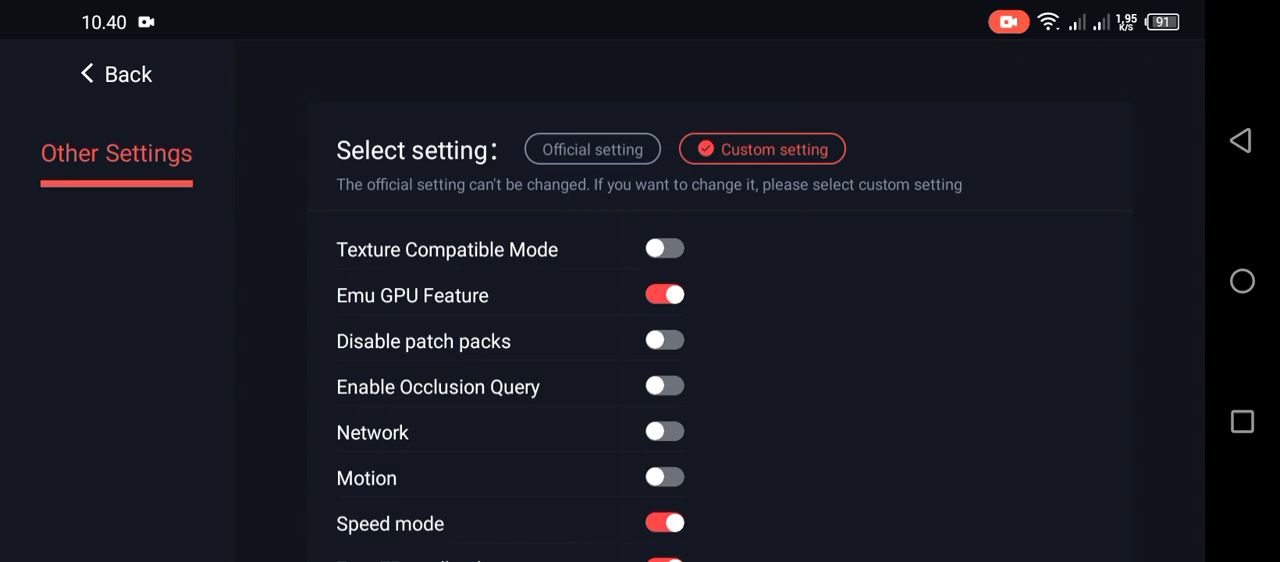 10.40
1,95
K/S
91
Back
Other Settings
Select setting:
Official setting
Custom setting
The official setting can't be changed. If you want to change it, please select custom setting
Texture Compatible Mode
Emu GPU Feature
Disable patch packs
Enable Occlusion Query
Network
Motion
Speed mode